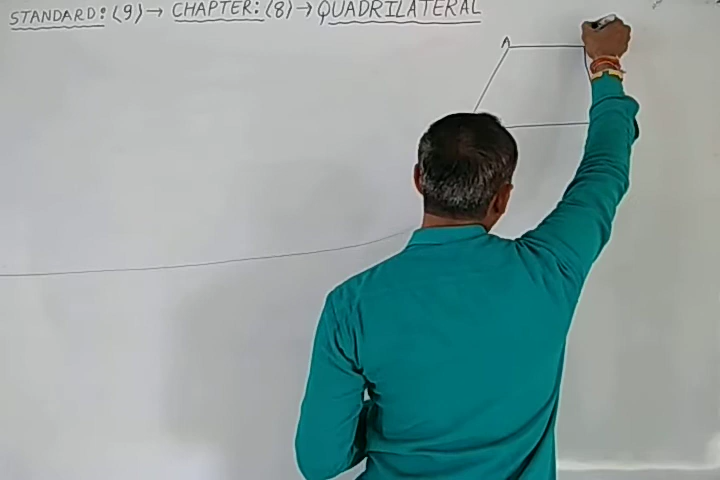 STANDARD: (9) → CHAPTER: (8) → QUADRILATERAL
A